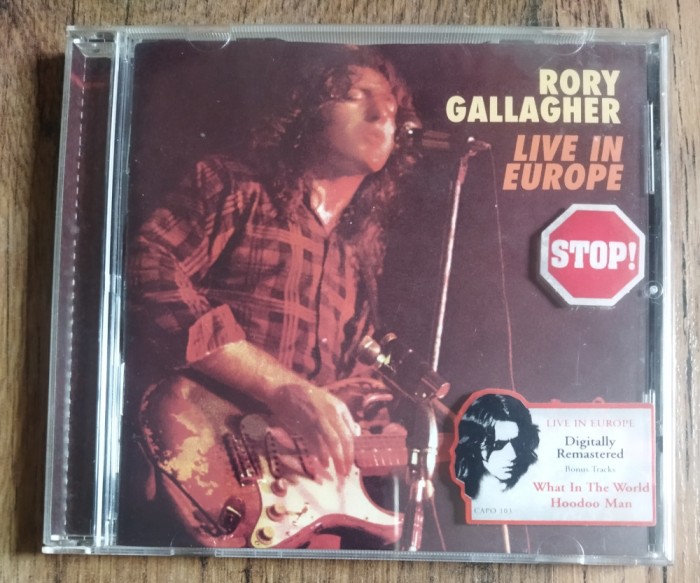 RORY
GALLAGHER
LIVE IN
EUROPE
STOP!
LIVE IN EUROPE
Digitally
Remastered
Bonus Tracks
What In The World
Hoodoo Man
CAPO 103